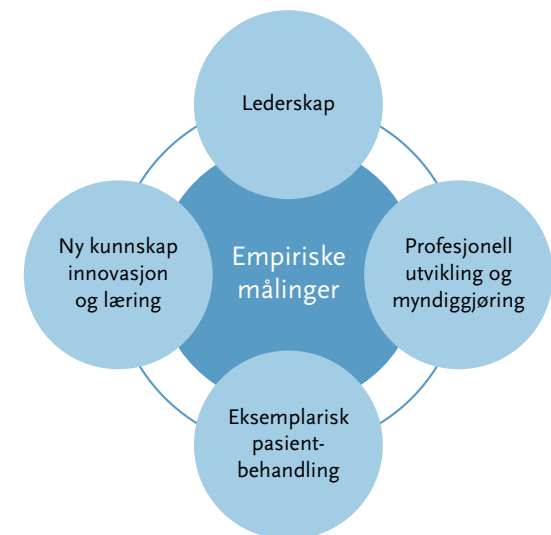 Lederskap
Ny kunnskap
innovasjon
og læring
Empiriske
målinger
Profesjonell
utvikling og
myndiggjøring
Eksemplarisk
pasient-
behandling